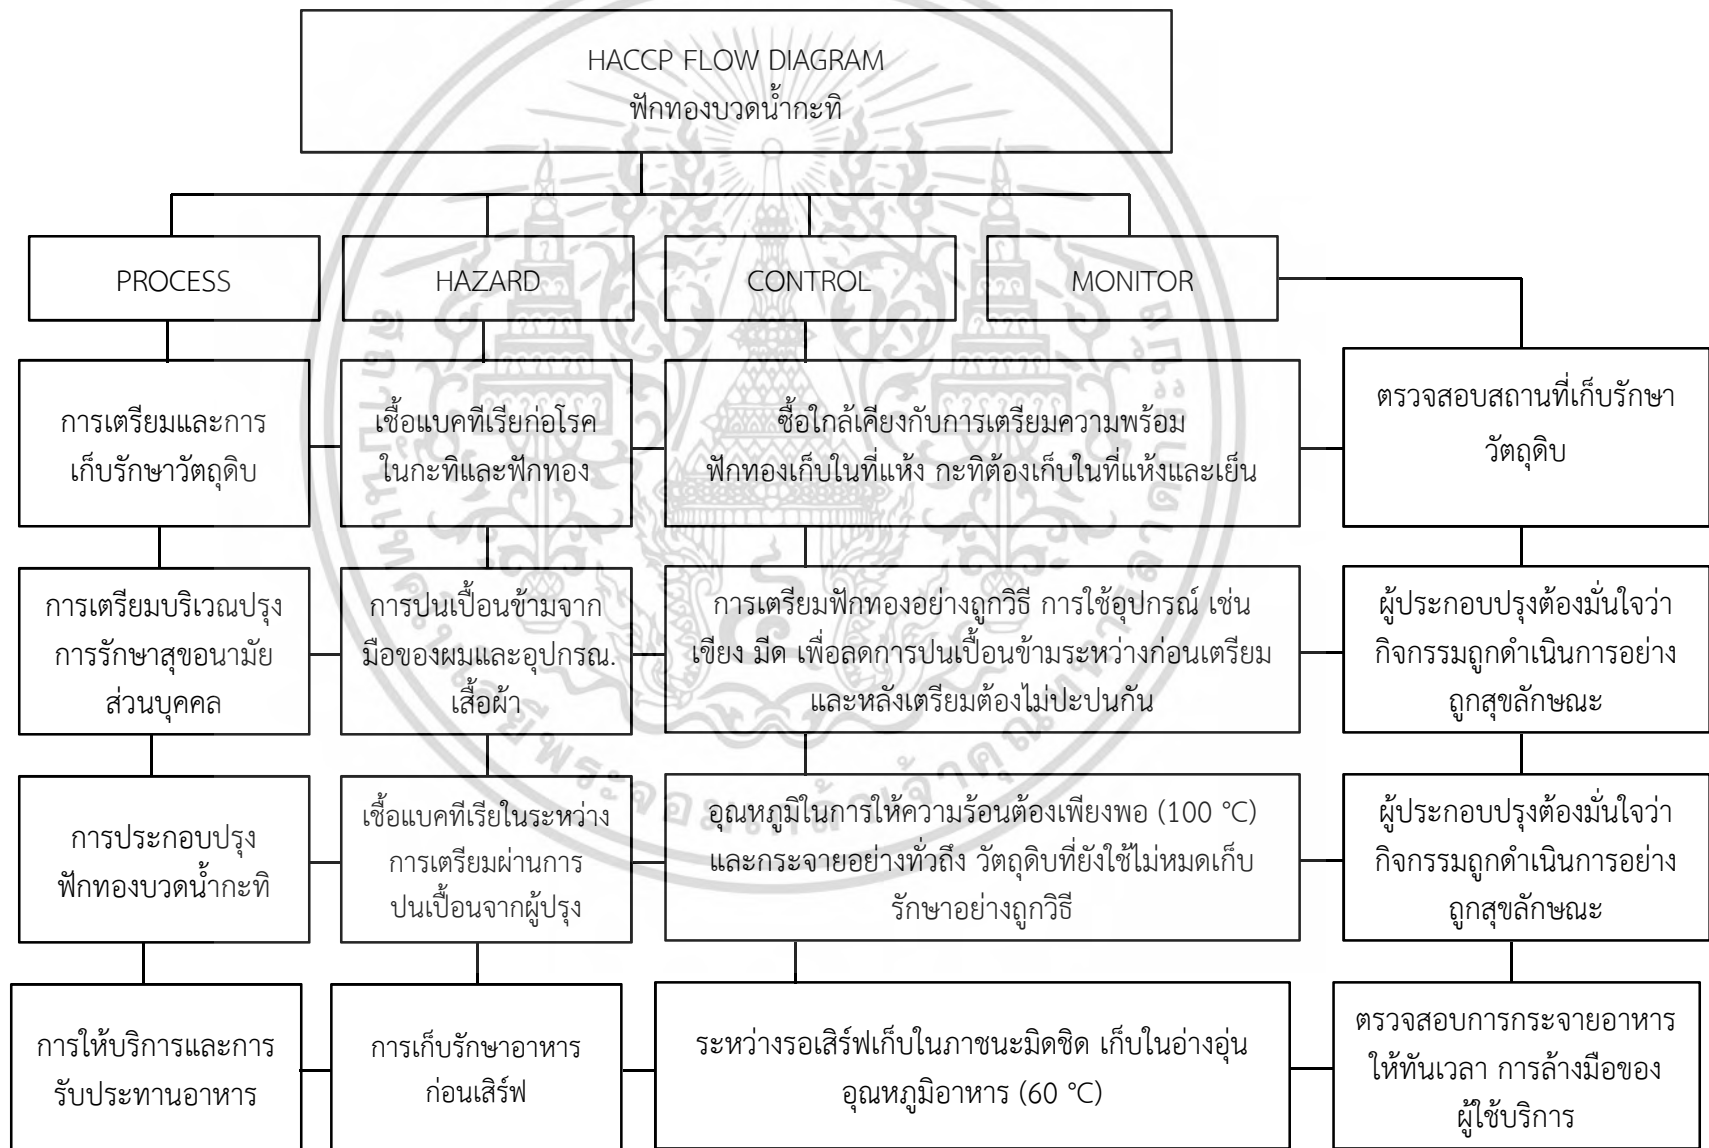 HACCP FLOW DIAGRAM
ฟักทองบวดน้ำกะทิ
PROCESS
HAZARD
CONTROL
MONITOR
การเตรียมและการ
เก็บรักษาวัตถุดิบ
เชื้อแบคทีเรียก่อโรค
ในกะทิและฟักทอง
ซื้อใกล้เคียงกับการเตรียมความพร้อม
ฟักทองเก็บในที่แห้ง กะทิต้องเก็บในที่แห้งและเย็น
ตรวจสอบสถานที่เก็บรักษา
วัตถุดิบ
การเตรียมบริเวณปรุง
การรักษาสุขอนามัย
ส่วนบุคคล
การปนเปื้อนข้ามจาก
มือของผมและอุปกรณ.
เสื้อผ้า
การเตรียมฟักทองอย่างถูกวิธี การใช้อุปกรณ์ เช่น
เขียง มีด เพื่อลดการปนเปื้อนข้ามระหว่างก่อนเตรียม
และหลังเตรียมต้องไม่ปะปนกัน
ผู้ประกอบปรุงต้องมั่นใจว่า
กิจกรรมถูกดำเนินการอย่าง
ถูกสุขลักษณะ
การประกอบปรุง
ฟักทองบวดน้ำกะทิ
เชื้อแบคทีเรียในระหว่าง
การเตรียมผ่านการ
ปนเปื้อนจากผู้ปรุง
อุณหภูมิในการให้ความร้อนต้องเพียงพอ (100 °C)
และกระจายอย่างทั่วถึง วัตถุดิบที่ยังใช้ไม่หมดเก็บ
รักษาอย่างถูกวิธี
ผู้ประกอบปรุงต้องมั่นใจว่า
กิจกรรมถูกดำเนินการอย่าง
ถูกสุขลักษณะ
การให้บริการและการ
รับประทานอาหาร
การเก็บรักษาอาหาร
ก่อนเสิร์ฟ
ระหว่างรอเสิร์ฟเก็บในภาชนะมิดชิด เก็บในอ่างอุ่น
อุณหภูมิอาหาร (60 °C)
ตรวจสอบการกระจายอาหาร
ให้ทันเวลา การล้างมือของ
ผู้ใช้บริการ